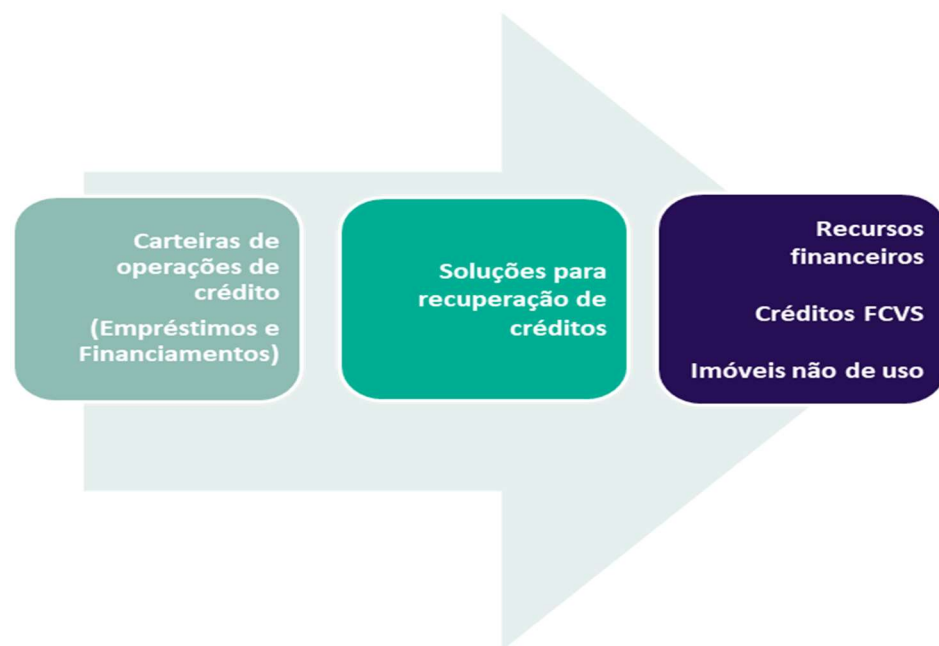 Carteiras de
operações de
crédito
(Empréstimos e
Financiamentos)
Soluções para
recuperação de
créditos
Recursos
financeiros
Créditos FCVS
Imóveis não de uso